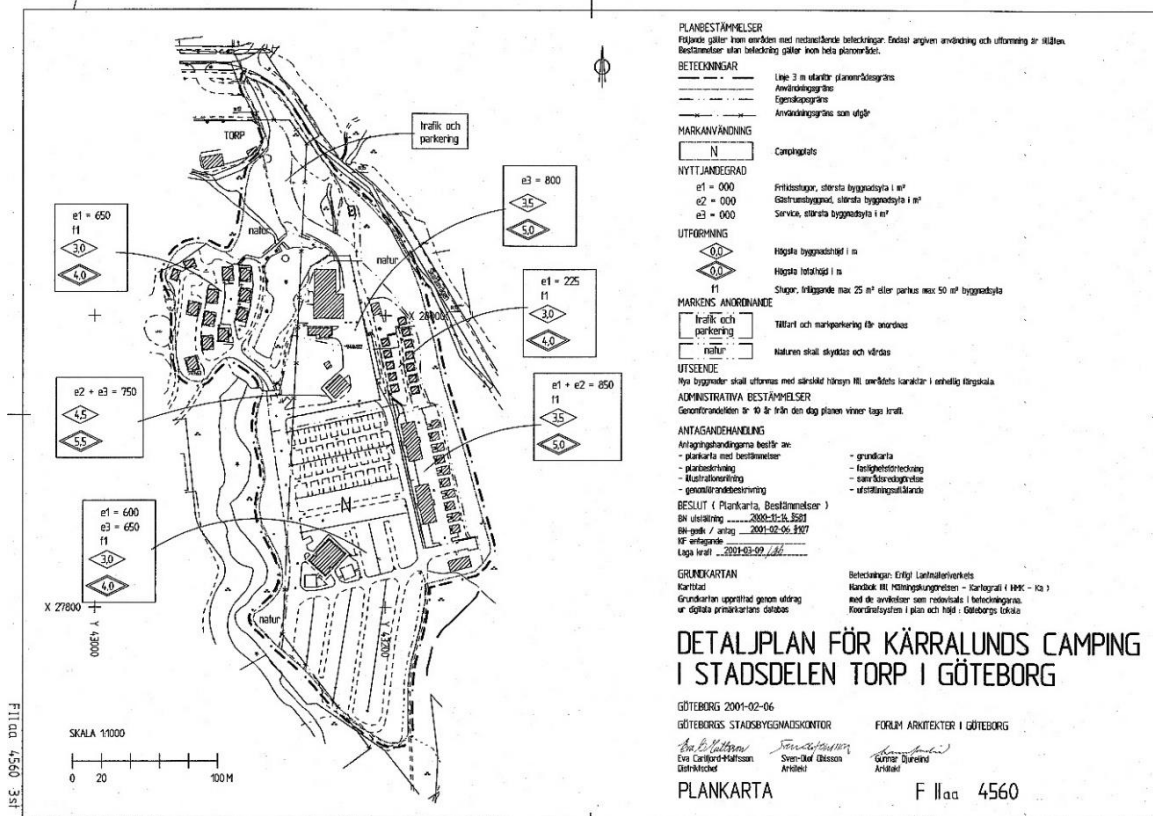 trafik och
parkering
TORP
e3 = 800
3,5
5,0
e1 = 650
f1
3,0
4,0
natur
natur
e1 = 225
f1
3,0
4,0
e2 + e3 = 750
4,5
5,5
e1 + e2 = 850
f1
3,5
5,0
N
e1 = 600
e3 = 650
f1
3,0
4,0
X 27800
natur
Y 43000
SKALA 1:1000
0 20 100 M
F IIaa 4560 3st
PLANBESTÄMMELSER
Följande gäller inom områden med nedanstående beteckningar. Endast angiven användning och utformning är tillåten.
Bestämmelser utan beteckning gäller inom hela planområdet.
BETECKNINGAR
Linje 3 m utanför planområdesgräns
Användningsgräns
Egenskapsgräns
Användningsgräns som utgår
MARKANVÄNDNING
N Campingplats
NYTTJANDEGRAD
e1 = 000 Fritidsstugor, största byggnadsyta i m²
e2 = 000 Gästrumsbyggnad, största byggnadsyta i m²
e3 = 000 Service, största byggnadsyta i m²
UTFORMNING
0,0 Högsta byggnadshöjd i m
0,0 Högsta totalhöjd i m
f1 Stugor, friliggande max 25 m² eller parhus max 50 m² byggnadsyta
MARKENS ANORDNANDE
trafik och
parkering Tillfart och markparkering får anordnas
natur Naturen skall skyddas och vårdas
UTSEENDE
Nya byggnader skall utformas med särskild hänsyn till områdets karaktär i enhetlig färgskala.
ADMINISTRATIVA BESTÄMMELSER
Genomförandetiden är 10 år från den dag planen vinner laga kraft.
ANTAGANDEHANDLING
Antagningshandlingarna består av:
- plankarta med bestämmelser - grundkarta
- planbeskrivning - fastighetsförteckning
- illustrationsritning - samrådsredogörelse
- genomförandebeskrivning - utställningsutlåtande
BESLUT ( Plankarta, Bestämmelser )
BN utställning 2000-11-14 §581
BN godk / antag 2001-02-06 §107
KF antagande
Laga kraft 2001-03-09
GRUNDKARTAN
Kartblad
Grundkartan upprättad genom utdrag
ur digitala primärkartans databas
Beteckningar: Enligt Lantmäteriverkets
Handbok till Mätningskungörelsen - Kartografi ( HMK - Ka )
med de avvikelser som redovisats i beteckningarna.
Koordinatsystem i plan och höjd : Göteborgs lokala
DETALJPLAN FÖR KÄRRALUNDS CAMPING
I STADSDELEN TORP I GÖTEBORG
GÖTEBORG 2001-02-06
GÖTEBORGS STADSBYGGNADSKONTOR FORUM ARKITEKTER I GÖTEBORG
Sven-Olof Gunnar Djurelind
Distriktschef Arkitekt Arkitekt
PLANKARTA F IIaa 4560